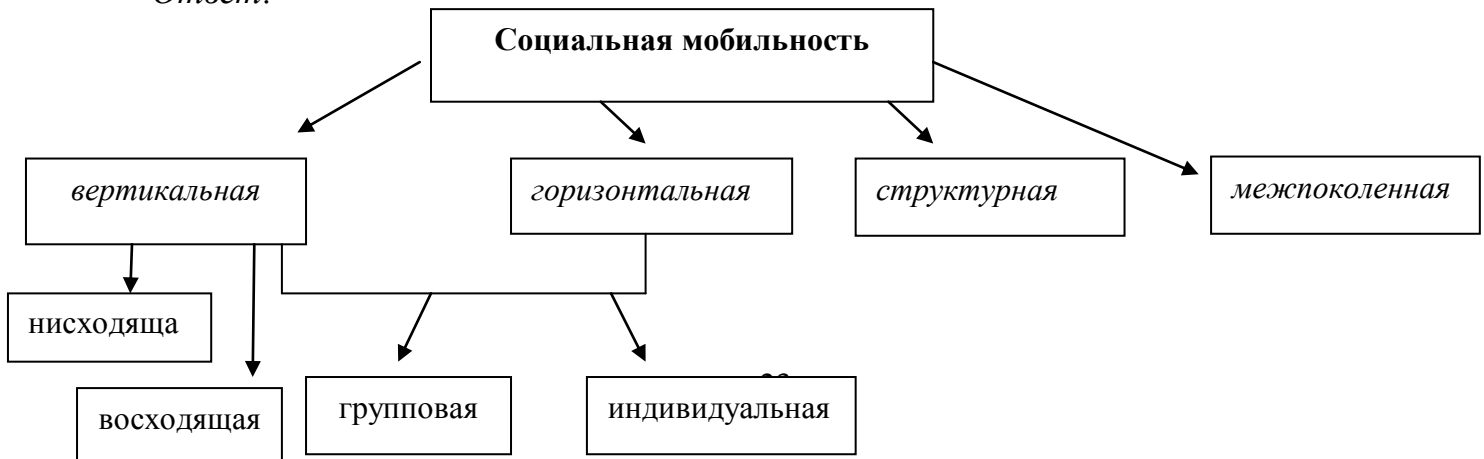 Социальная мобильность
вертикальная
горизонтальная
структурная
межпоколенная
нисходяща
восходящая
групповая
индивидуальная